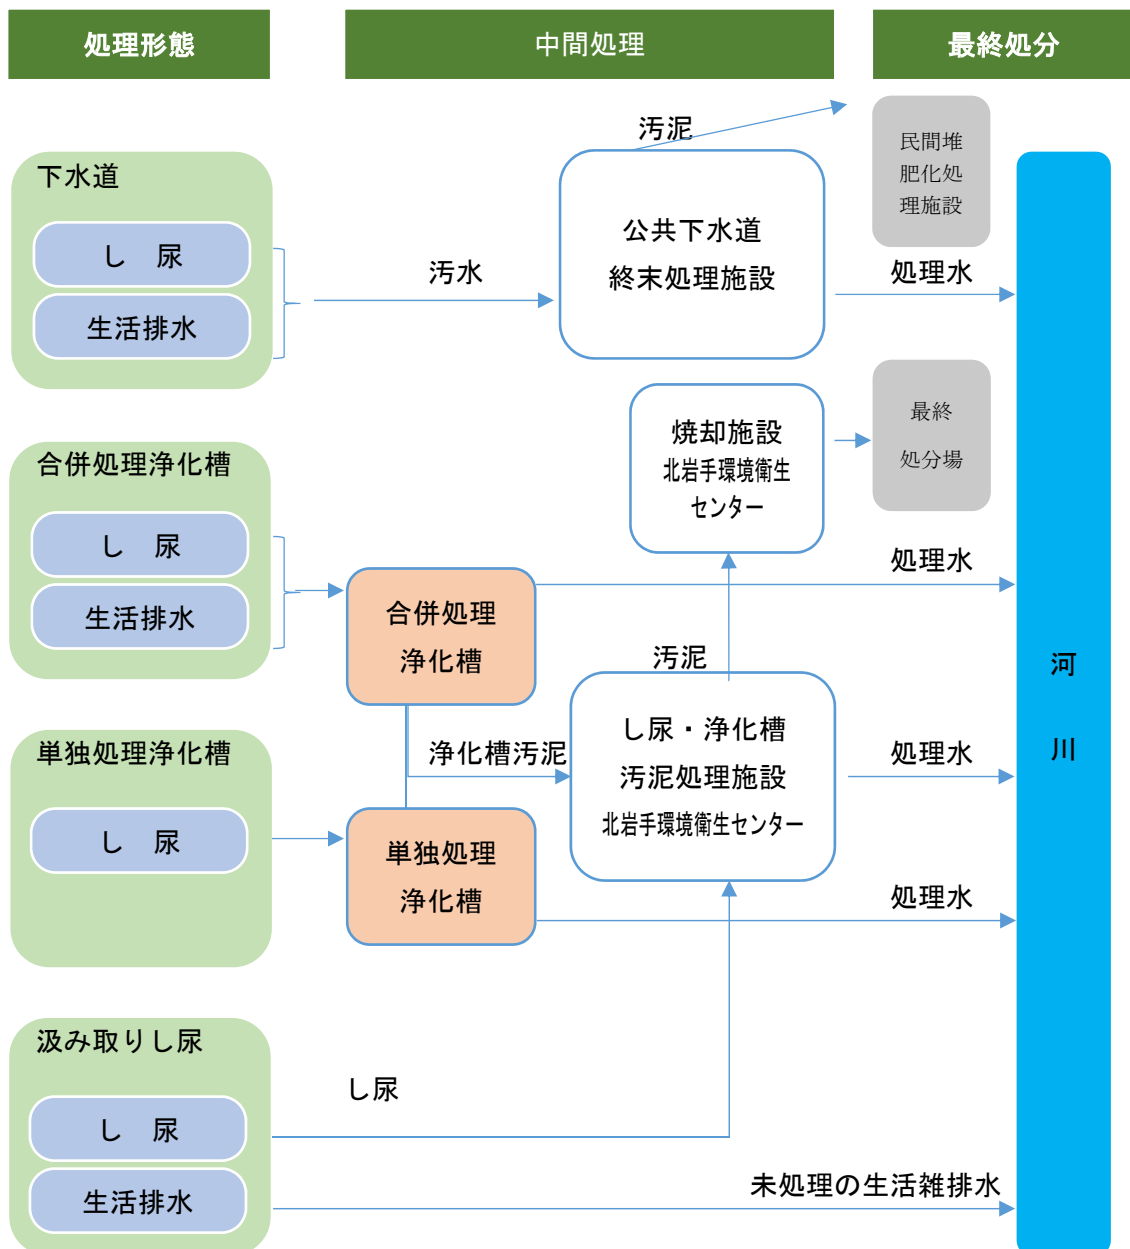 処理形態
中間処理
最終処分
汚泥
民間堆
肥化処
理施設
下水道
し 尿
生活排水
汚水
公共下水道
終末処理施設
処理水
合併処理浄化槽
し 尿
生活排水
焼却施設
北岩手環境衛生
センター
最終
処分場
処理水
合併処理
浄化槽
汚泥
河
川
単独処理浄化槽
し 尿
浄化槽汚泥
し尿・浄化槽
汚泥処理施設
北岩手環境衛生センター
処理水
単独処理
浄化槽
処理水
汲み取りし尿
し 尿
生活排水
し尿
未処理の生活雑排水